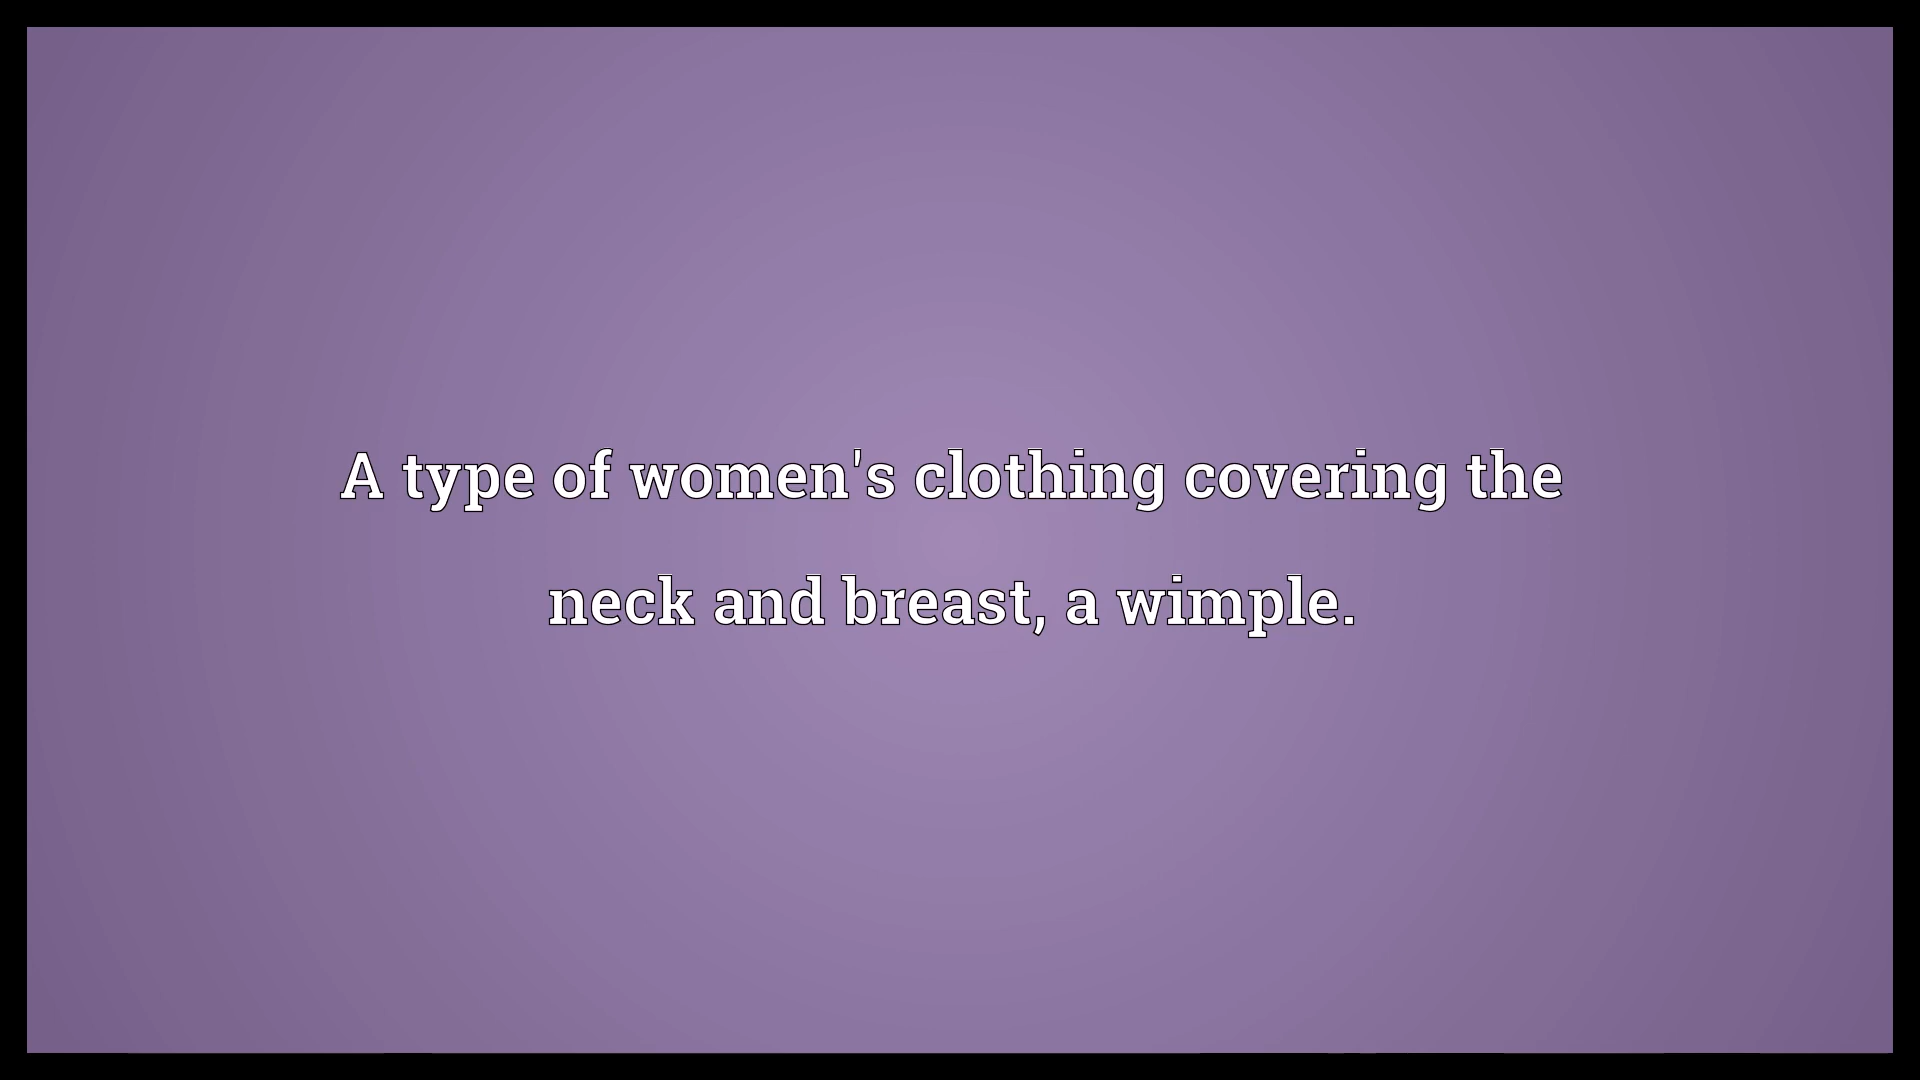 A type of women's clothing covering the
neck and breast, a wimple.